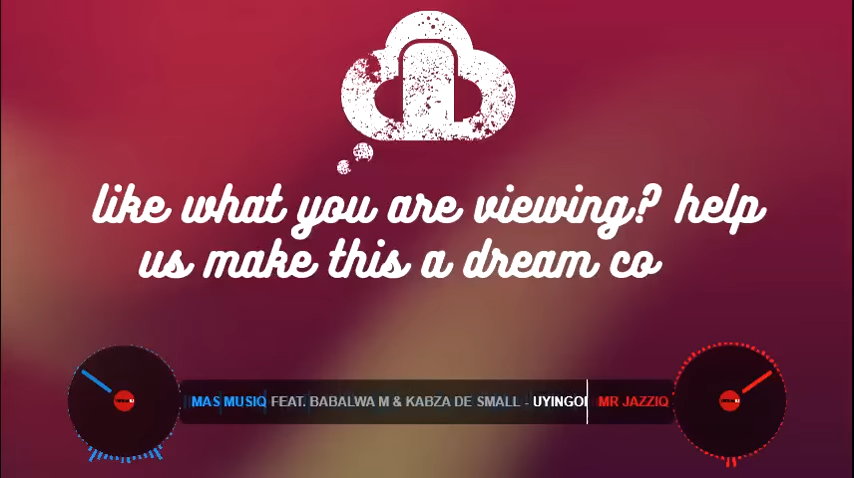 like what you are viewing? help
us make this a dream co
MAS MUSIQ FEAT. BABALWA M & KABZA DE SMALL - UYINGO MR JAZZIQ